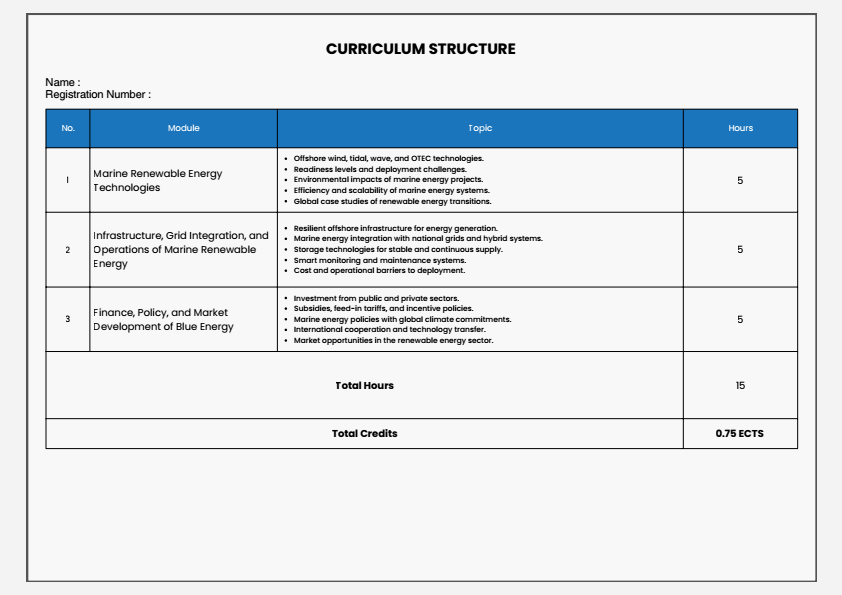 CURRICULUM STRUCTURE
Name :
Registration Number :
No. Module Topic Hours
1
Marine Renewable Energy
Technologies
• Offshore wind, tidal, wave, and OTEC technologies.
• Readiness levels and deployment challenges.
• Environmental impacts of marine energy projects.
• Efficiency and scalability of marine energy systems.
• Global case studies of renewable energy transitions.
5
2
Infrastructure, Grid Integration, and
Operations of Marine Renewable
Energy
• Resilient offshore infrastructure for energy generation.
• Marine energy integration with national grids and hybrid systems.
• Storage technologies for stable and continuous supply.
• Smart monitoring and maintenance systems.
• Cost and operational barriers to deployment.
5
3
Finance, Policy, and Market
Development of Blue Energy
• Investment from public and private sectors.
• Subsidies, feed-in tariffs, and incentive policies.
• Marine energy policies with global climate commitments.
• International cooperation and technology transfer.
• Market opportunities in the renewable energy sector.
5
Total Hours 15
Total Credits 0.75 ECTS